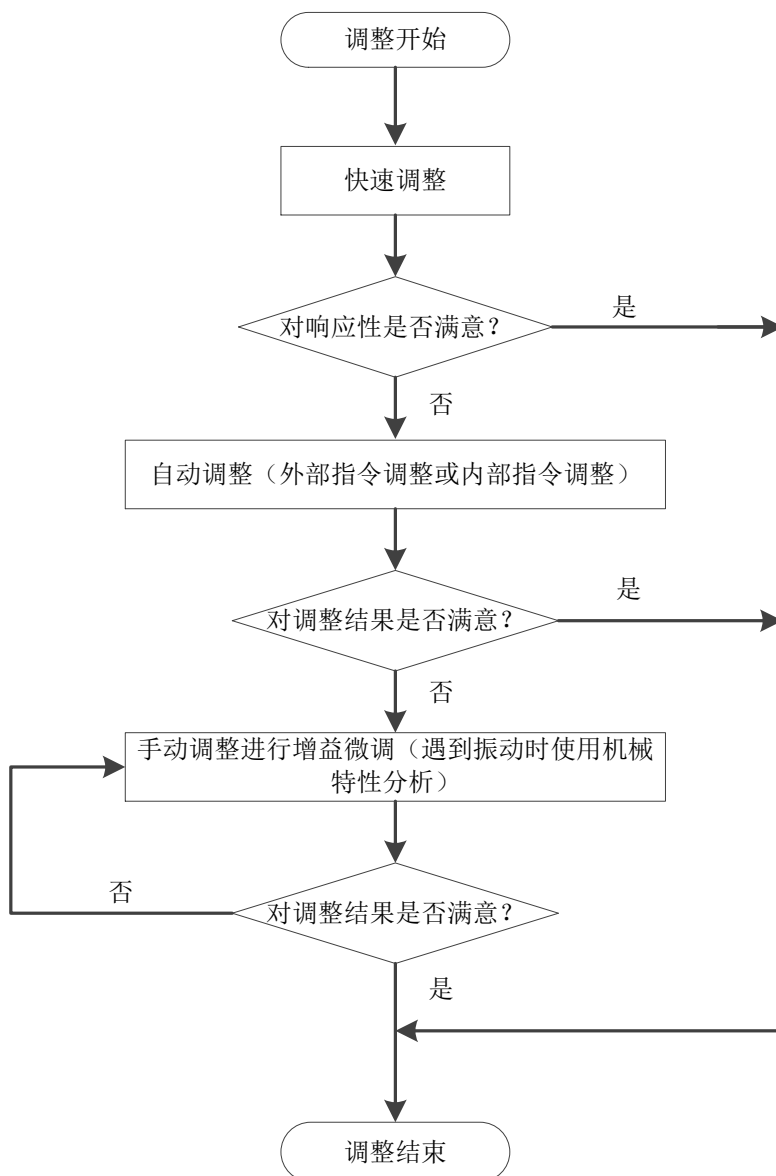 调整开始
快速调整
对响应性是否满意？
是
否
自动调整（外部指令调整或内部指令调整）
对调整结果是否满意？
是
否
手动调整进行增益微调（遇到振动时使用机械
特性分析）
对调整结果是否满意？
否
是
调整结束